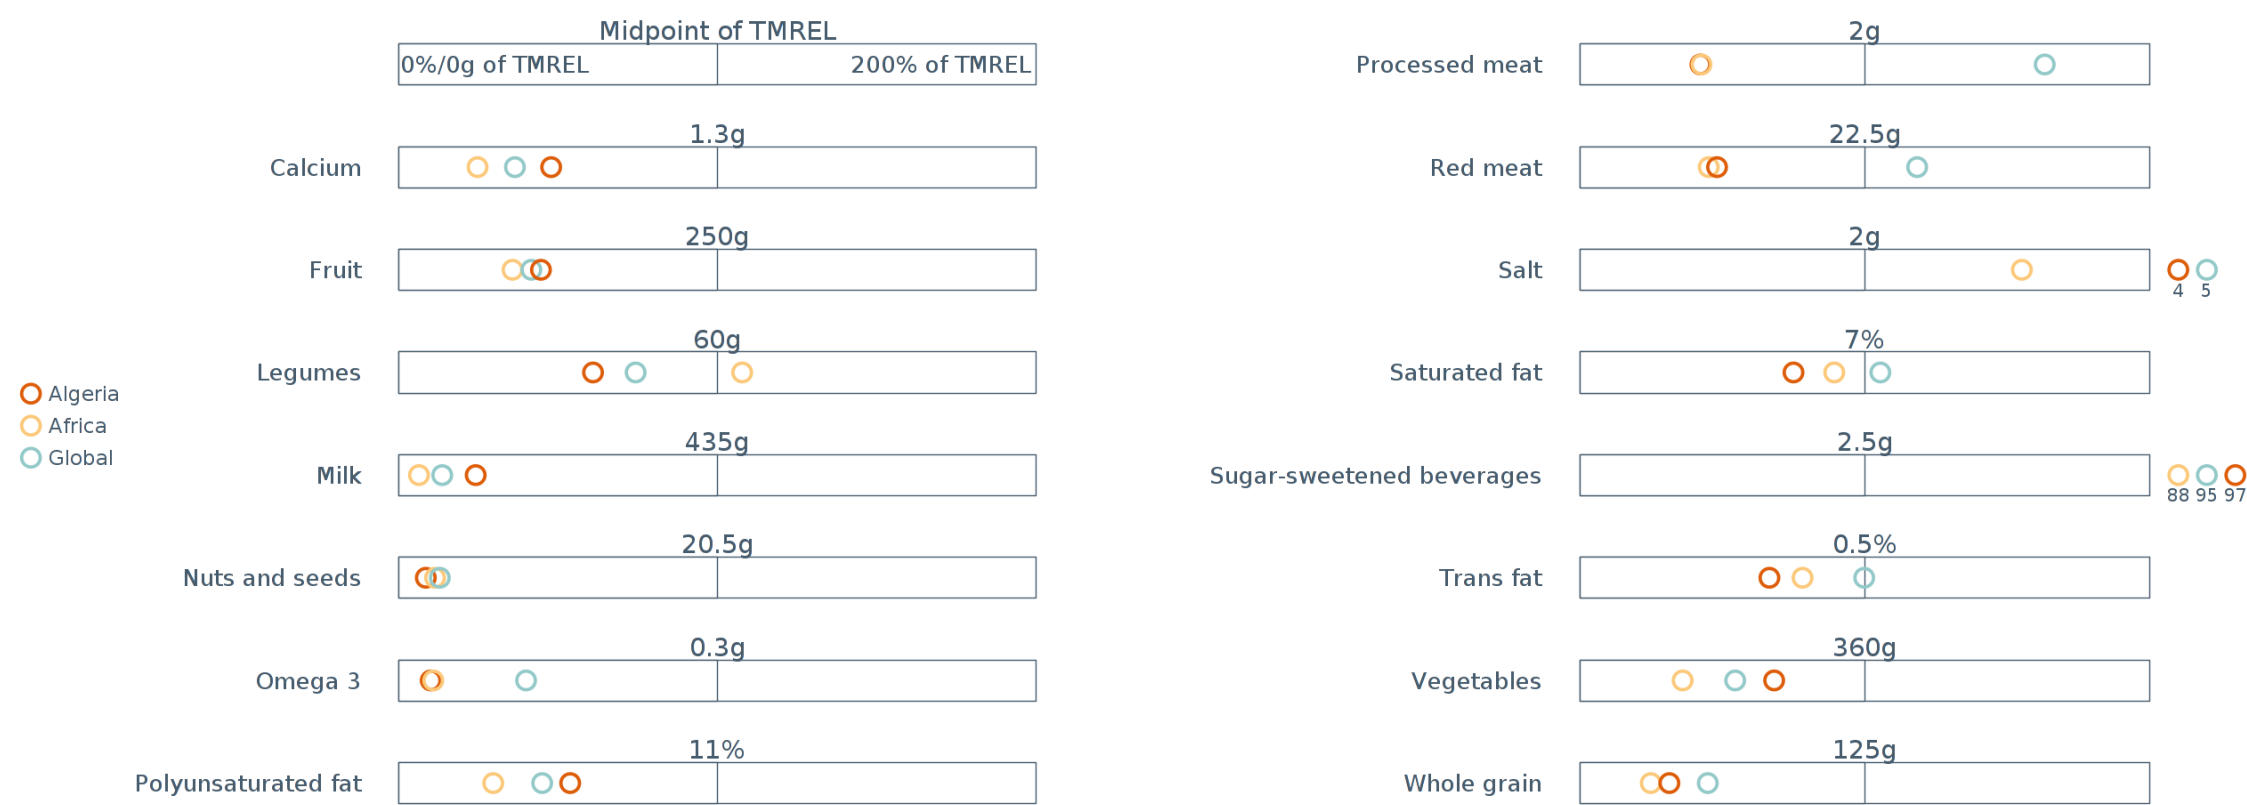 Midpoint of TMREL
0%/0g of TMREL
200% of TMREL
1.3g
Calcium
250g
Fruit
60g
Legumes
435g
Milk
20.5g
Nuts and seeds
0.3g
Omega 3
11%
Polyunsaturated fat
Algeria
Africa
Global
2g
Processed meat
22.5g
Red meat
2g
Salt
4 5
7%
Saturated fat
2.5g
Sugar-sweetened beverages
88 95 97
0.5%
Trans fat
360g
Vegetables
125g
Whole grain